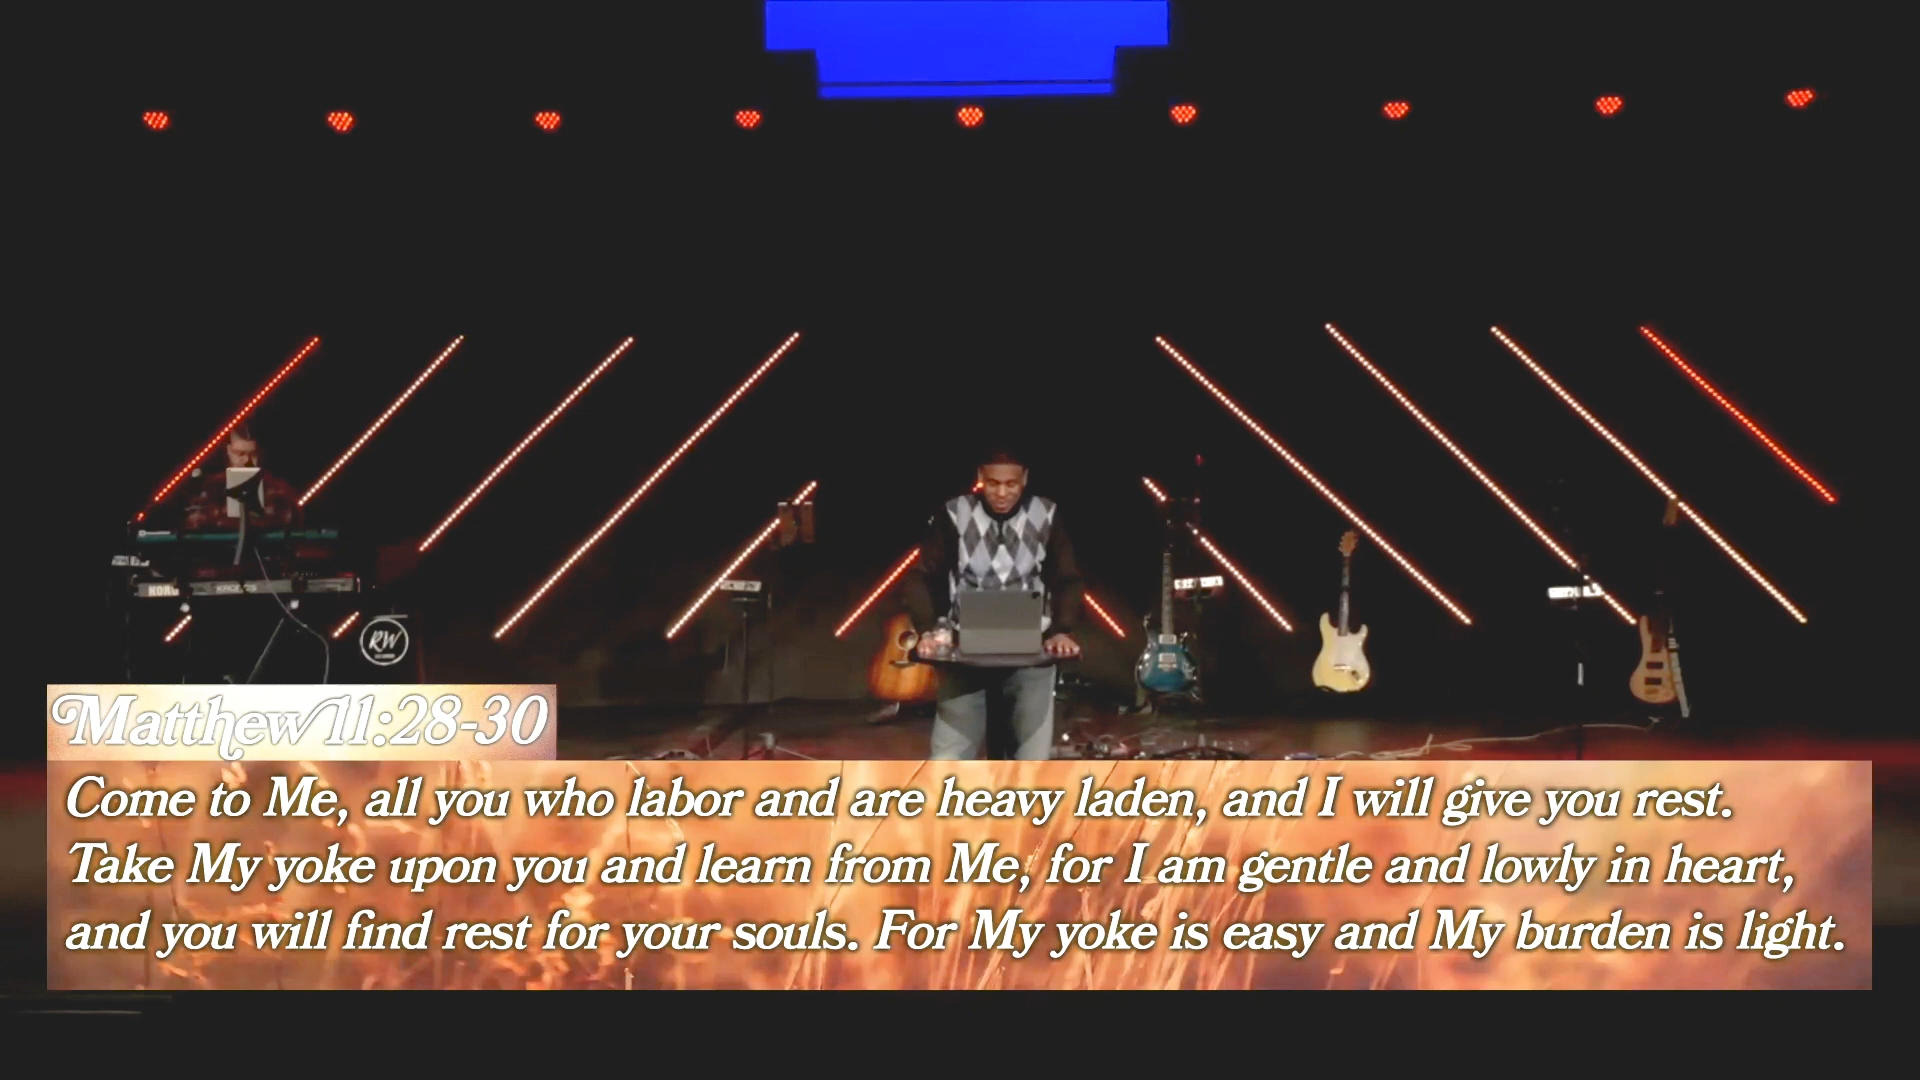 KORG
RW
Matthew 11:28-30
Come to Me, all you who labor and are heavy laden, and I will give you rest.
Take My yoke upon you and learn from Me, for I am gentle and lowly in heart,
and you will find rest for your souls. For My yoke is easy and My burden is light.